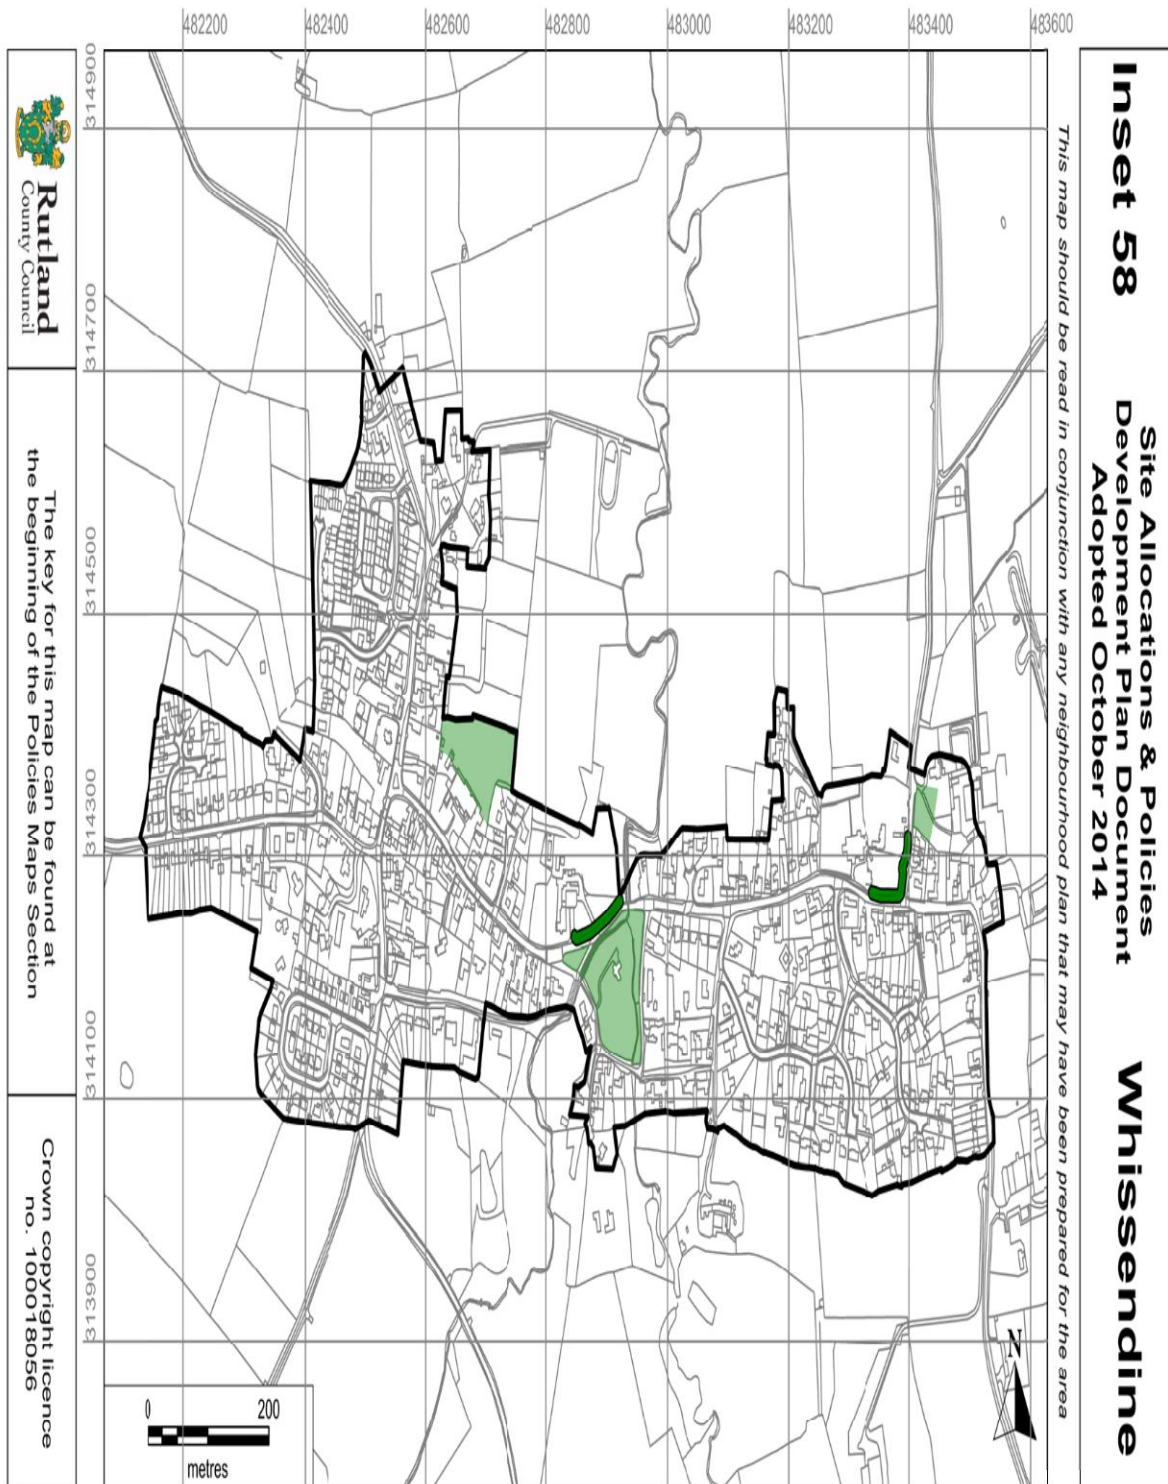 Inset 58
Site Allocations & Policies
Development Plan Document
Adopted October 2014
Whissendine
This map should be read in conjunction with any neighbourhood plan that may have been prepared for the area
482200
482400
482600
482800
483000
483200
483400
483600
314900
314700
314500
314300
314100
313900
N
0
200
metres
Rutland
County Council
The key for this map can be found at
the beginning of the Policies Maps Section
Crown copyright licence
no. 100018056